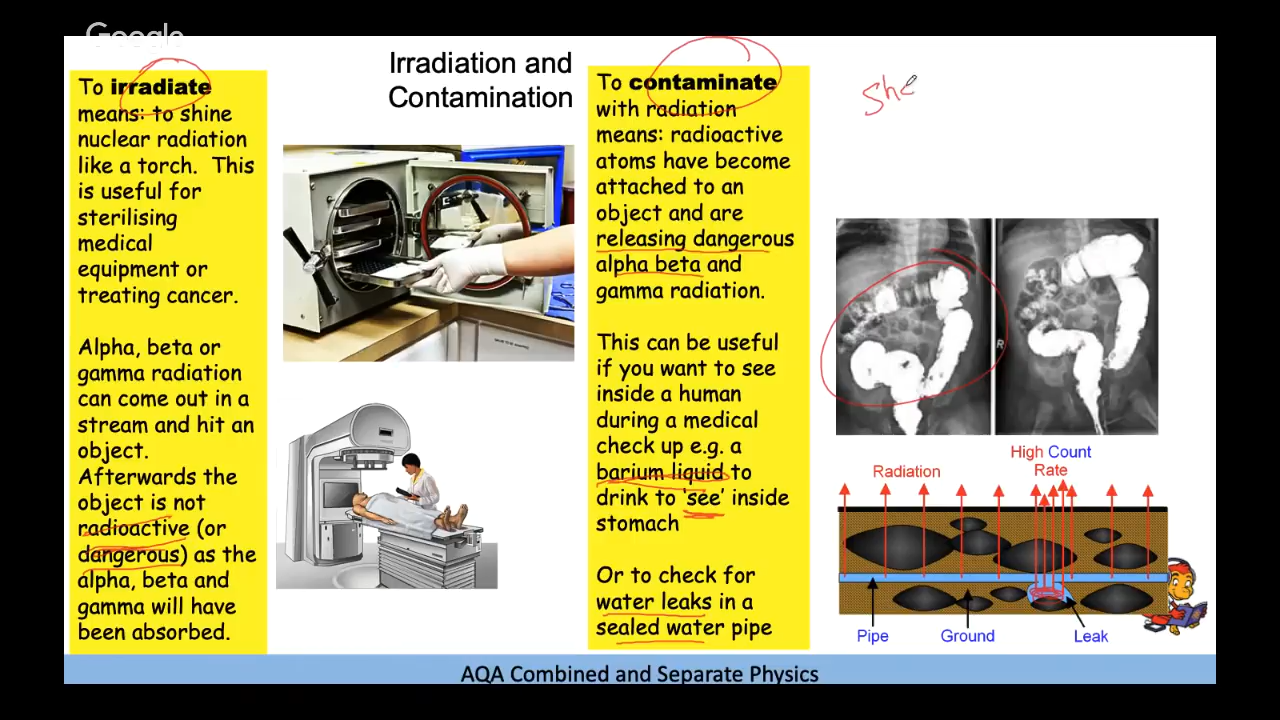 Google
Irradiation and
Contamination
To irradiate
means: to shine
nuclear radiation
like a torch. This
is useful for
sterilising
medical
equipment or
treating cancer.
Alpha, beta or
gamma radiation
can come out in a
stream and hit an
object.
Afterwards the
object is not
radioactive (or
dangerous) as the
alpha, beta and
gamma will have
been absorbed.
To contaminate
with radiation
means: radioactive
atoms have become
attached to an
object and are
releasing dangerous
alpha beta and
gamma radiation.
This can be useful
if you want to see
inside a human
during a medical
check up e.g. a
barium liquid to
drink to 'see' inside
stomach
Or to check for
water leaks in a
sealed water pipe
She
R
High Count
Rate
Radiation
Pipe
Ground
Leak
AQA Combined and Separate Physics